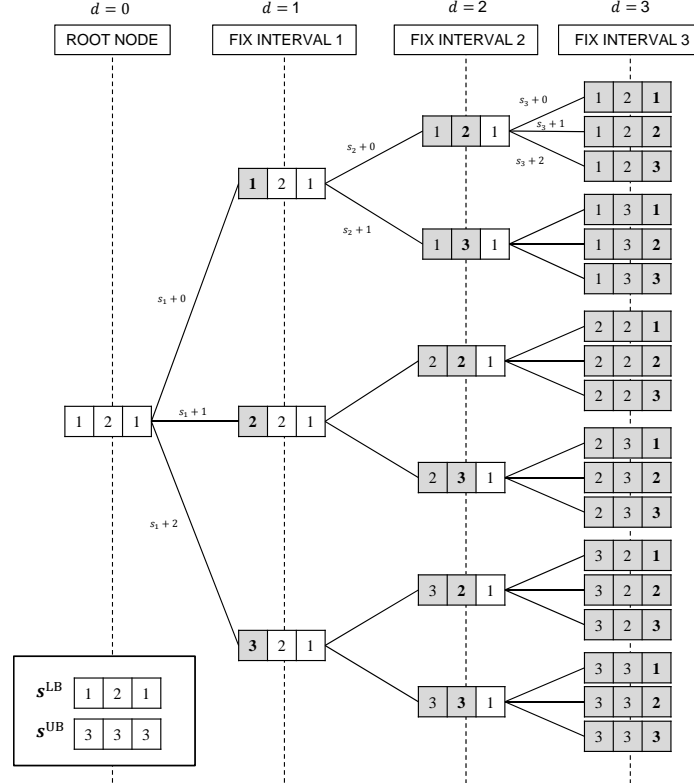 d = 0 d = 1 d = 2 d = 3
ROOT NODE FIX INTERVAL 1 FIX INTERVAL 2 FIX INTERVAL 3
1 2 1
s₃ + 0
1 2 1
s₃ + 1
1 2 2
s₂ + 0
s₃ + 2
1 2 3
1 2 1
s₂ + 1
1 3 1
1 3 1
1 3 2
1 3 3
s₁ + 0
2 2 1
2 2 1
2 2 2
2 2 3
1 2 1
s₁ + 1
2 2 1
2 3 1
2 3 1
2 3 2
2 3 3
s₁ + 2
3 2 1
3 2 1
3 2 2
3 2 3
3 2 1
3 3 1
3 3 1
3 3 2
3 3 3
s^LB 1 2 1
s^UB 3 3 3